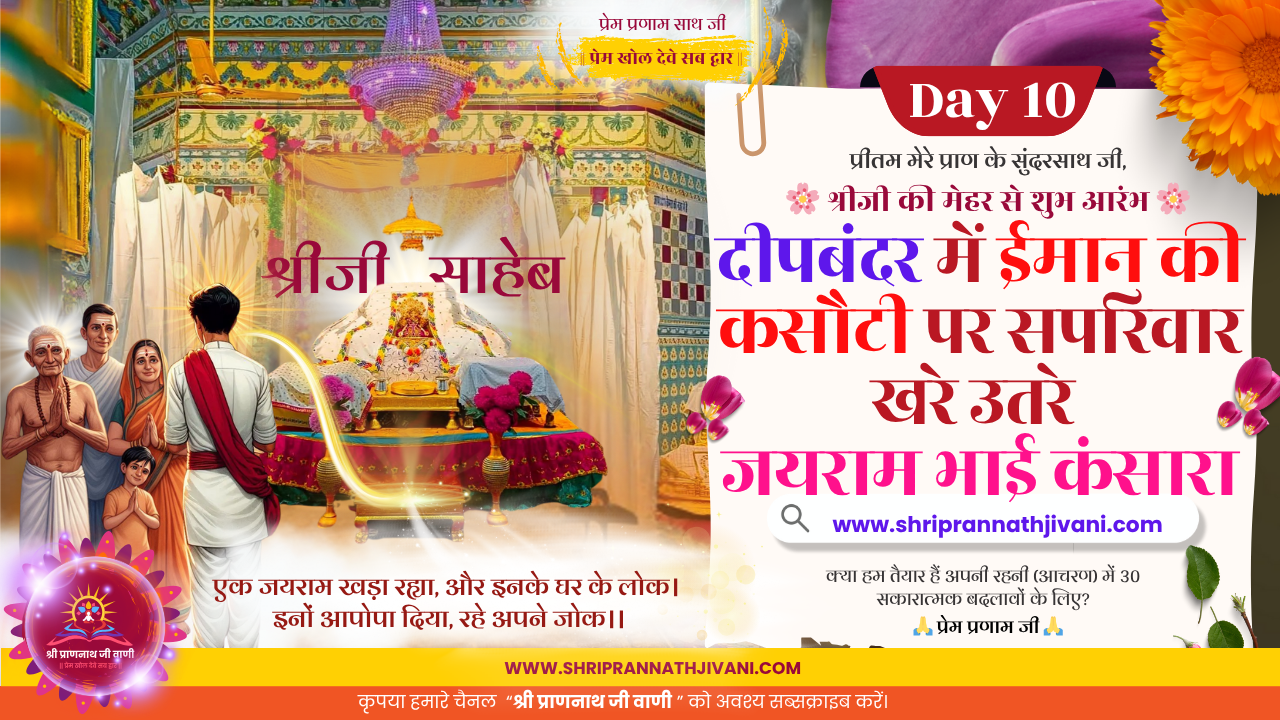 प्रेम प्रणाम साथ जी
॥ प्रेम खोल देवे सब द्वार ॥
श्रीजी साहेब
एक जयराम खड़ा रह्या, और इनके घर के लोक।
इनों आपोपा दिया, रहे अपने जोक।।
श्री प्राणनाथ जी वाणी
॥ प्रेम खोल देवे सब द्वार ॥
Day 10
प्रीतम मेरे प्राण के सुंदरसाथ जी,
🌸 श्रीजी की मेहर से शुभ आरंभ 🌸
दीपबंदर में ईमान की
कसौटी पर सपरिवार
खरे उतरे
जयराम भाई कंसारा
www.shriprannathjivani.com
क्या हम तैयार हैं अपनी रहनी (आचरण) में 30
सकारात्मक बदलावों के लिए?
🙏 प्रेम प्रणाम जी 🙏
WWW.SHRIPRANNATHJIVANI.COM
कृपया हमारे चैनल “श्री प्राणनाथ जी वाणी ” को अवश्य सब्सक्राइब करें।